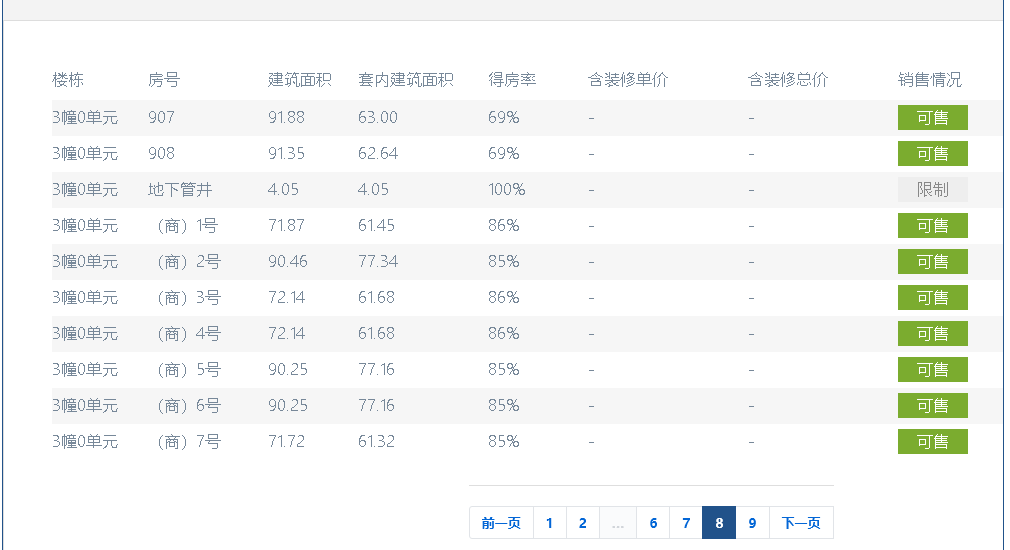 楼栋 房号 建筑面积 套内建筑面积 得房率 含装修单价 含装修总价 销售情况
3幢0单元 907 91.88 63.00 69% - - 可售
3幢0单元 908 91.35 62.64 69% - - 可售
3幢0单元 地下管井 4.05 4.05 100% - - 限制
3幢0单元 （商）1号 71.87 61.45 86% - - 可售
3幢0单元 （商）2号 90.46 77.34 85% - - 可售
3幢0单元 （商）3号 72.14 61.68 86% - - 可售
3幢0单元 （商）4号 72.14 61.68 86% - - 可售
3幢0单元 （商）5号 90.25 77.16 85% - - 可售
3幢0单元 （商）6号 90.25 77.16 85% - - 可售
3幢0单元 （商）7号 71.72 61.32 85% - - 可售
前一页 1 2 ... 6 7 8 9 下一页